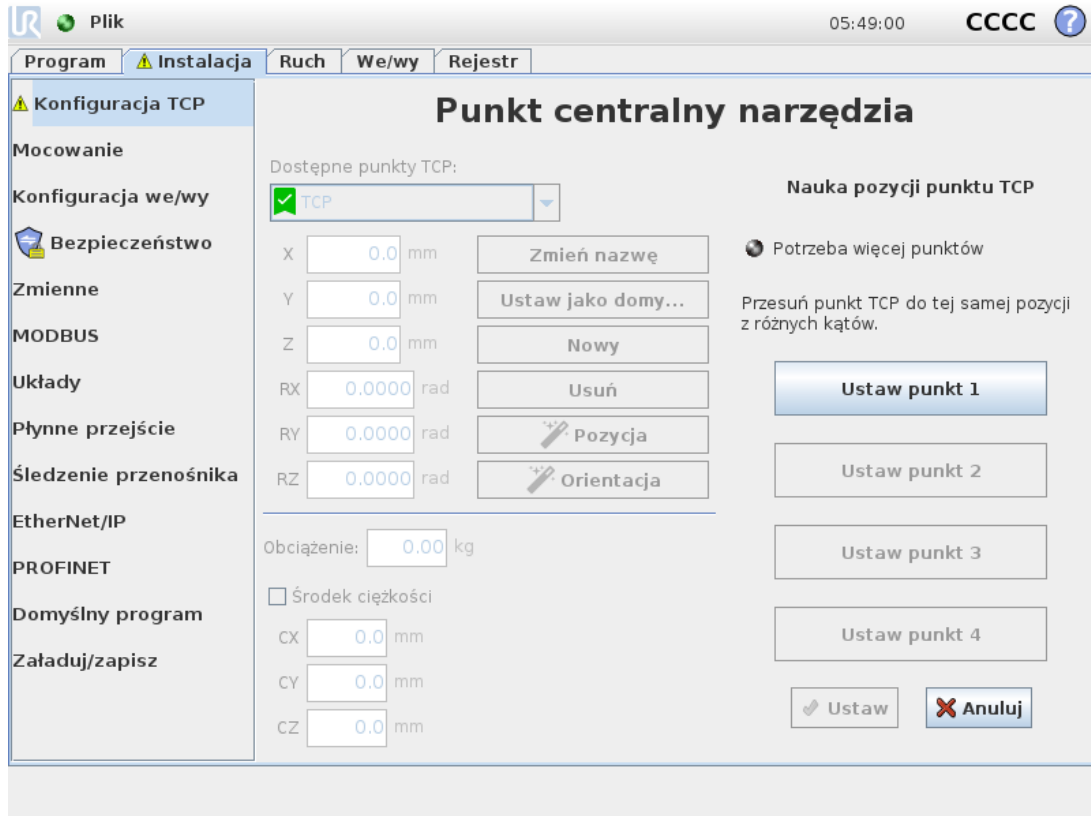 UR Plik 05:49:00 CCCC ?
Program Instalacja Ruch We/wy Rejestr
Konfiguracja TCP
Mocowanie
Konfiguracja we/wy
Bezpieczeństwo
Zmienne
MODBUS
Układy
Płynne przejście
Śledzenie przenośnika
EtherNet/IP
PROFINET
Domyślny program
Załaduj/zapisz
Punkt centralny narzędzia
Dostępne punkty TCP:
TCP
X 0.0 mm Zmień nazwę
Y 0.0 mm Ustaw jako domy...
Z 0.0 mm Nowy
RX 0.0000 rad Usuń
RY 0.0000 rad Pozycja
RZ 0.0000 rad Orientacja
Obciążenie: 0.00 kg
Środek ciężkości
CX 0.0 mm
CY 0.0 mm
CZ 0.0 mm
Nauka pozycji punktu TCP
Potrzeba więcej punktów
Przesuń punkt TCP do tej samej pozycji
z różnych kątów.
Ustaw punkt 1
Ustaw punkt 2
Ustaw punkt 3
Ustaw punkt 4
Ustaw Anuluj